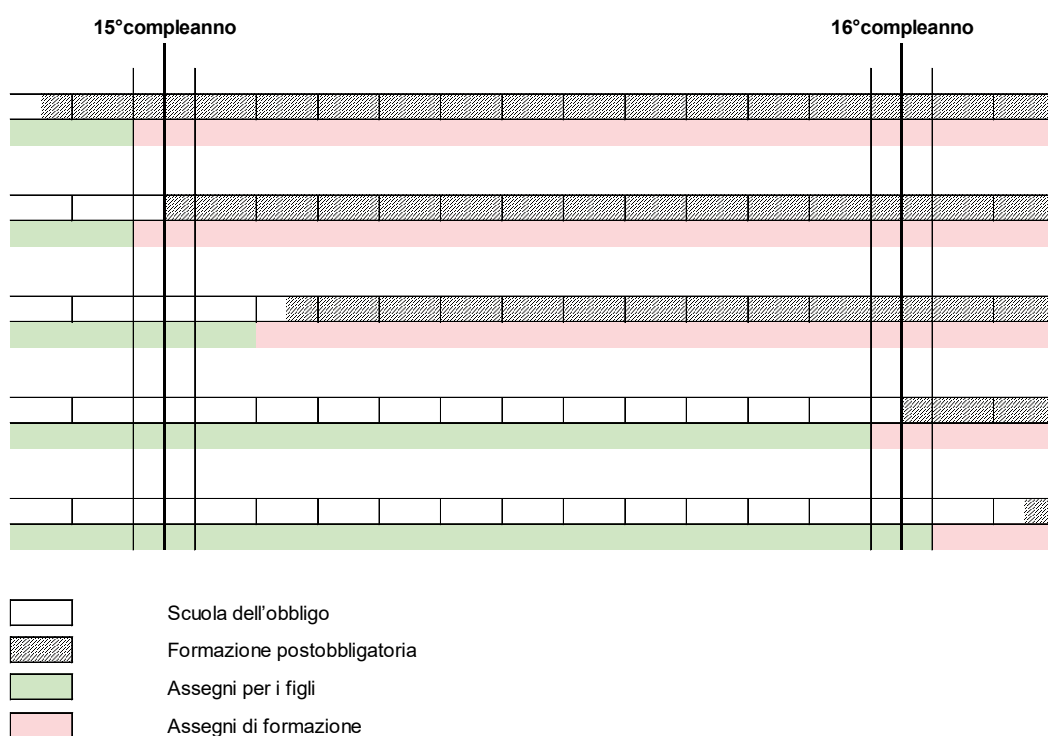 15°compleanno
16°compleanno
Scuola dell'obbligo
Formazione postobbligatoria
Assegni per i figli
Assegni di formazione